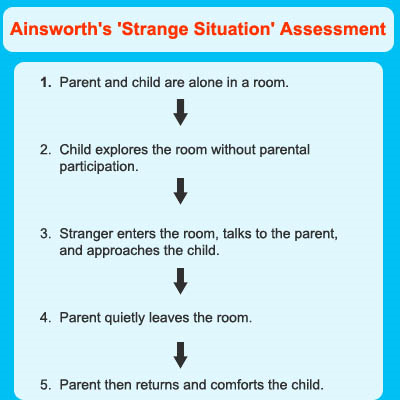 Ainsworth's 'Strange Situation' Assessment
1. Parent and child are alone in a room.
2. Child explores the room without parental
participation.
3. Stranger enters the room, talks to the parent,
and approaches the child.
4. Parent quietly leaves the room.
5. Parent then returns and comforts the child.